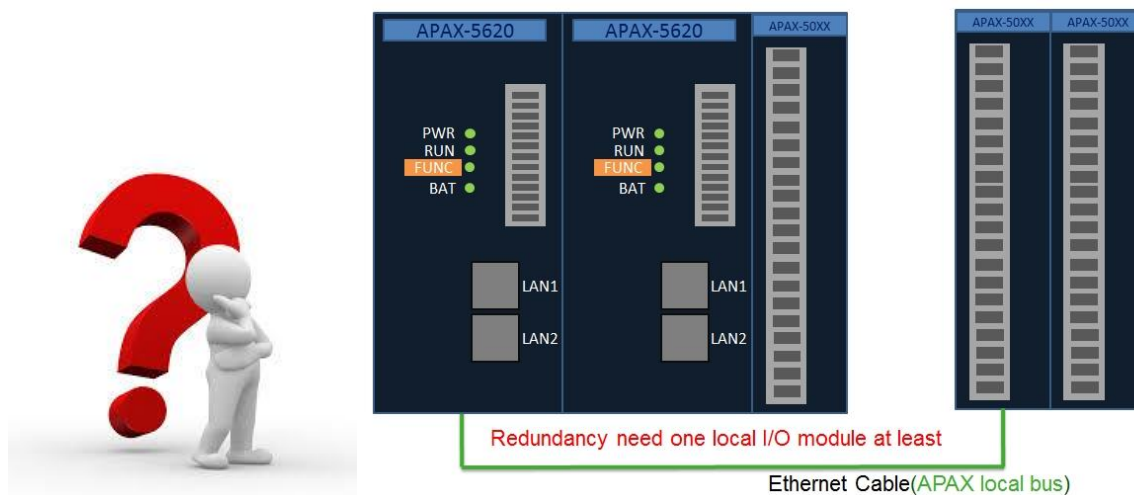 APAX-5620
PWR
RUN
FUNC
BAT
LAN1
LAN2
APAX-5620
PWR
RUN
FUNC
BAT
LAN1
LAN2
APAX-50XX
APAX-50XX
APAX-50XX
Redundancy need one local I/O module at least
Ethernet Cable(APAX local bus)